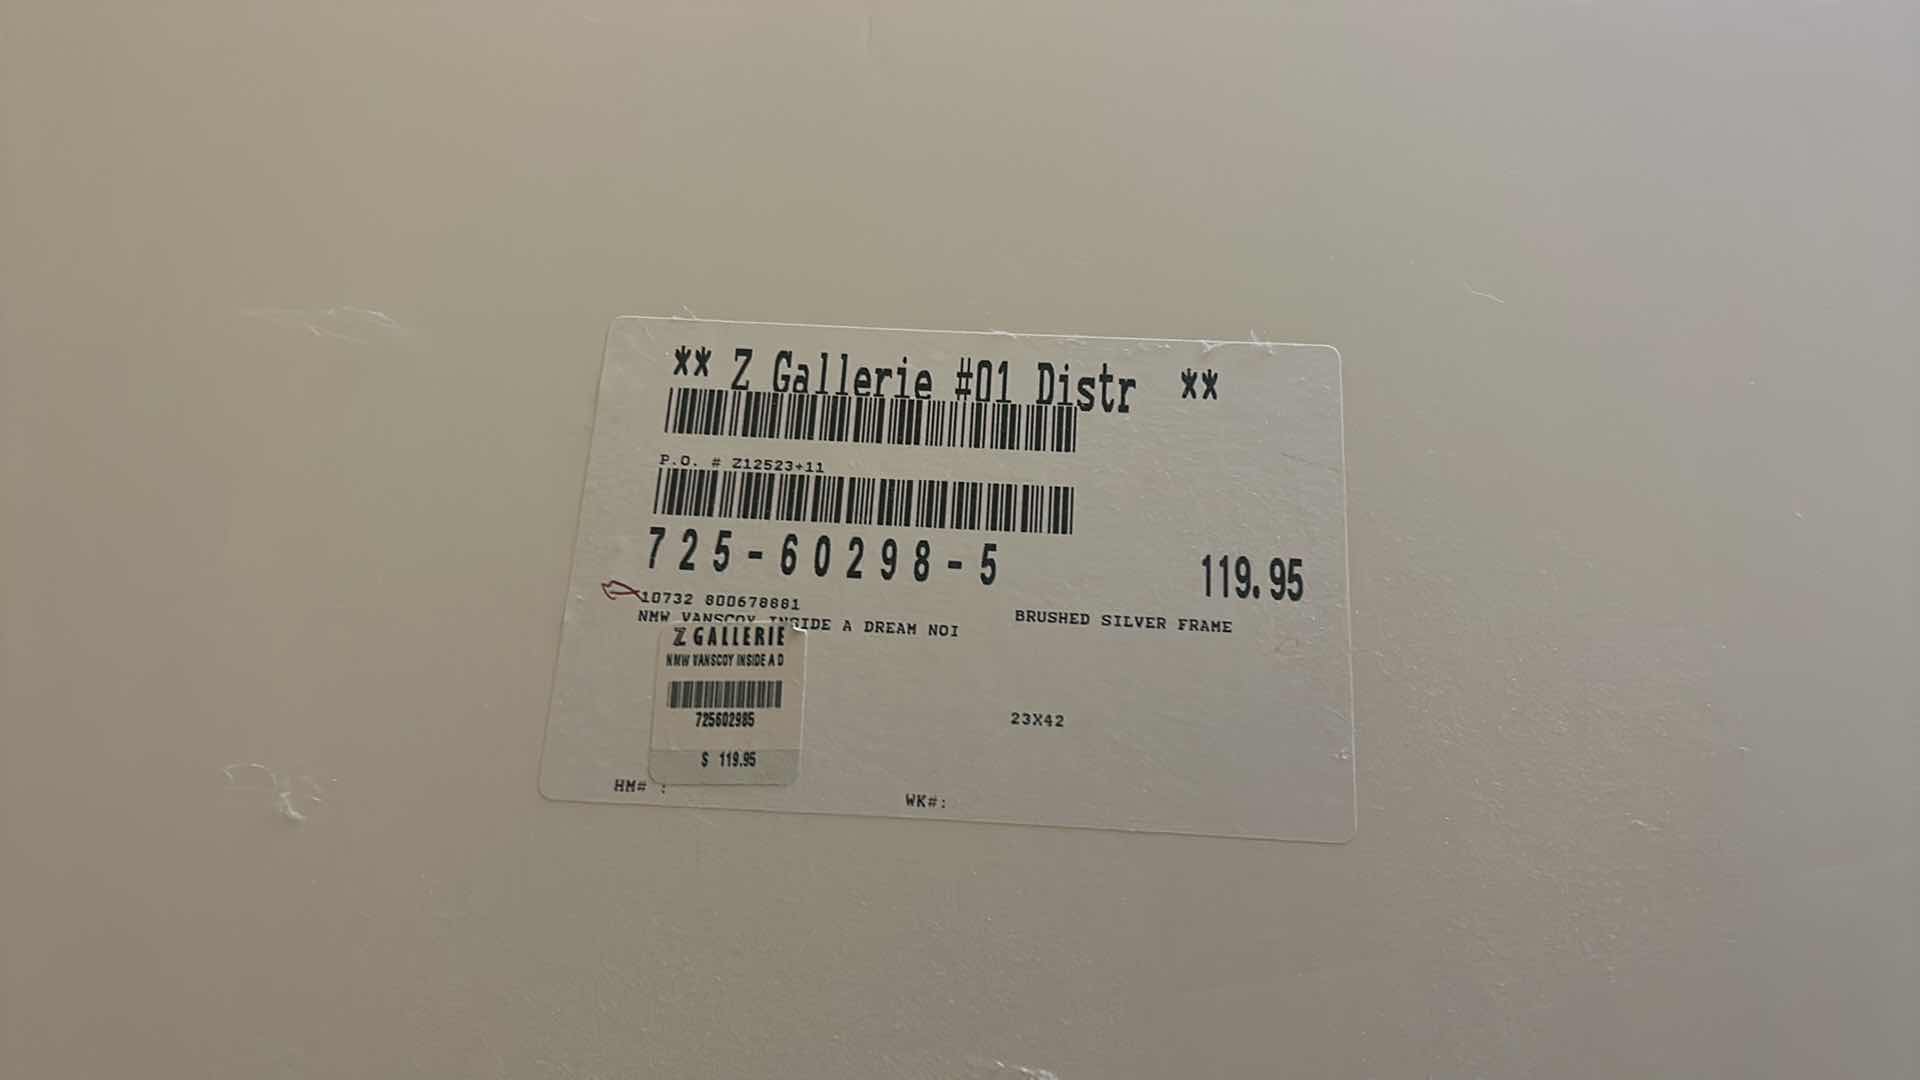 ** Z Gallerie #01 Distr **
P.O. # Z12523+11
725-60298-5
119.95
10732 800678881
NMW VANSCOY INSIDE A DREAM NOI
BRUSHED SILVER FRAME
Z GALLERIE
NMW VANSCOY INSIDE A D
725602985
$ 119.95
23X42
HM# :
WK#: